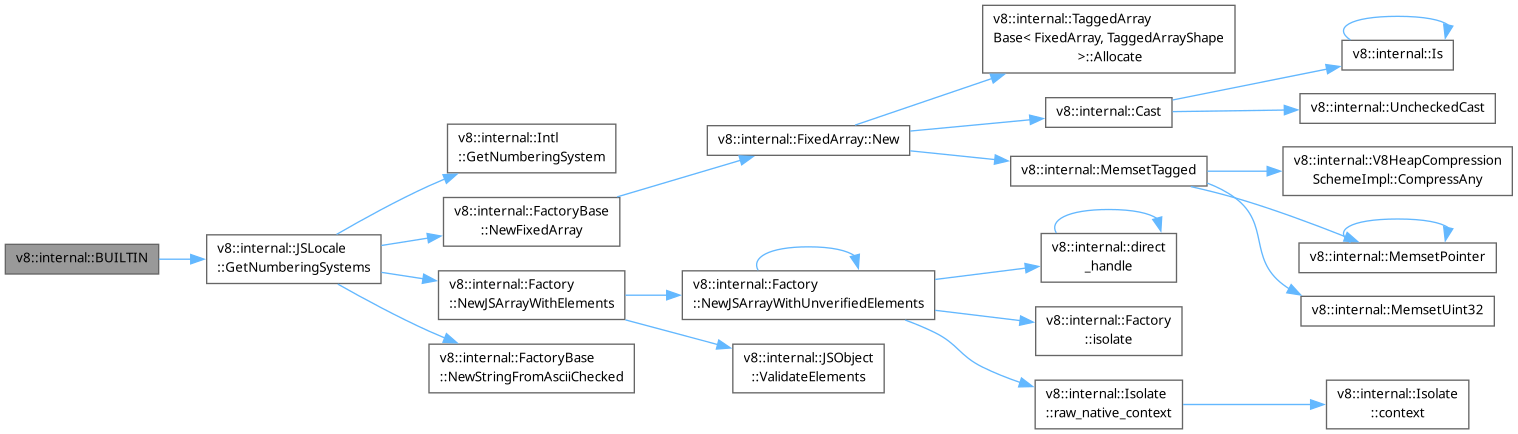 v8::internal::BUILTIN
v8::internal::JSLocale
::GetNumberingSystems
v8::internal::Intl
::GetNumberingSystem
v8::internal::FactoryBase
::NewFixedArray
v8::internal::Factory
::NewJSArrayWithElements
v8::internal::FactoryBase
::NewStringFromAsciiChecked
v8::internal::FixedArray::New
v8::internal::Factory
::NewJSArrayWithUnverifiedElements
v8::internal::JSObject
::ValidateElements
v8::internal::TaggedArray
Base< FixedArray, TaggedArrayShape
>::Allocate
v8::internal::Cast
v8::internal::MemsetTagged
v8::internal::direct
_handle
v8::internal::Factory
::isolate
v8::internal::Isolate
::raw_native_context
v8::internal::Is
v8::internal::UncheckedCast
v8::internal::V8HeapCompression
SchemeImpl::CompressAny
v8::internal::MemsetPointer
v8::internal::MemsetUint32
v8::internal::Isolate
::context